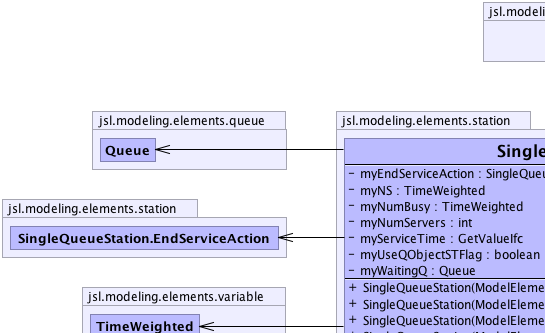 jsl.modeli
jsl.modeling.elements.queue
Queue
jsl.modeling.elements.station
SingleQueueStation.EndServiceAction
jsl.modeling.elements.variable
TimeWeighted
jsl.modeling.elements.station
Single
− myEndServiceAction : SingleQueu
− myNS : TimeWeighted
− myNumBusy : TimeWeighted
− myNumServers : int
− myServiceTime : GetValueIfc
− myUseQObjectSTFlag : boolean
− myWaitingQ : Queue
+ SingleQueueStation(ModelEleme
+ SingleQueueStation(ModelEleme
+ SingleQueueStation(ModelEleme